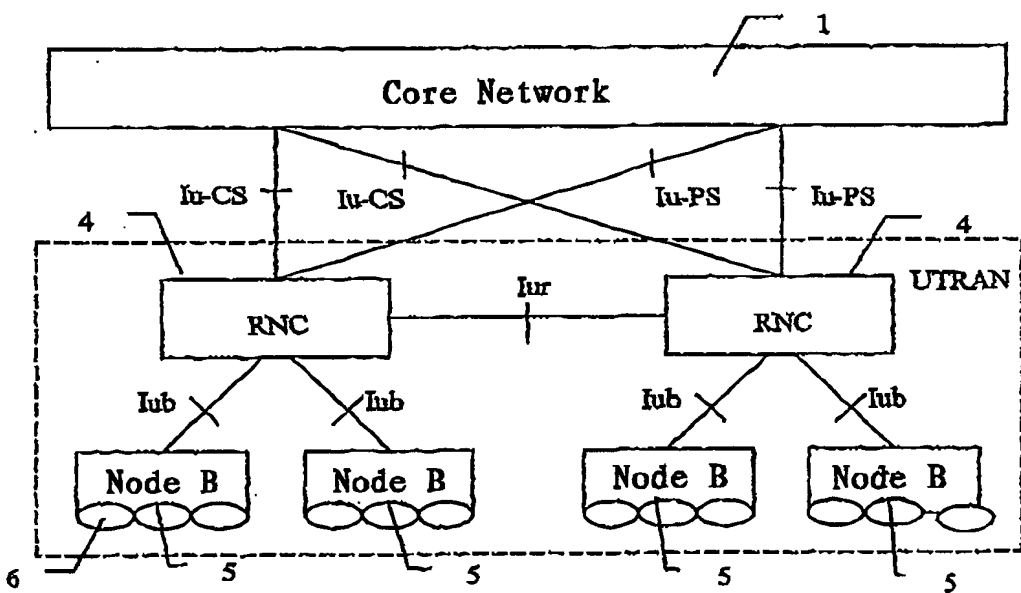 1
Core Network
Iu-CS
Iu-CS
Iu-PS
Iu-PS
4
4
UTRAN
RNC
Iur
RNC
Iub
Iub
Iub
Iub
Node B
Node B
Node B
Node B
6
5
5
5
5